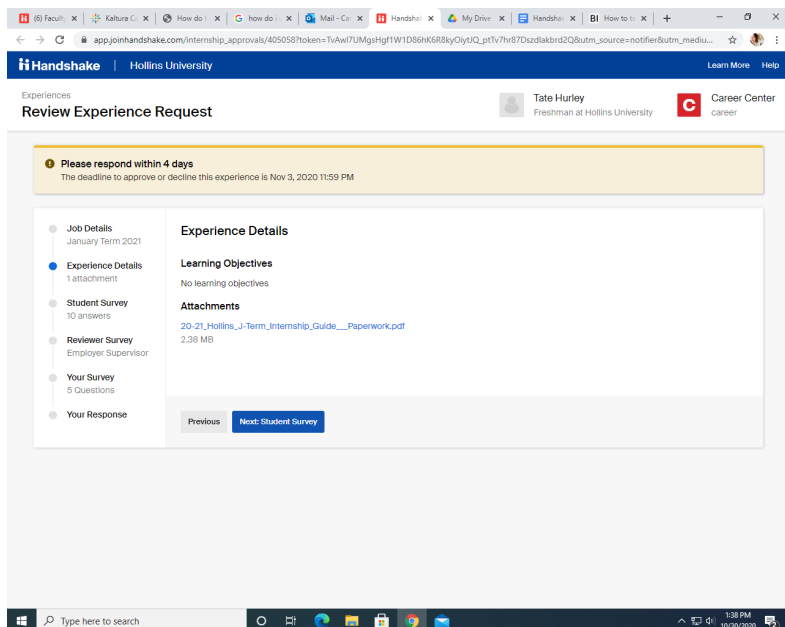 (6) Faculty
Kaltura C
How do I
how do i
Mail - Ca
Handshak
My Drive
Handshak
BI How to t
app.joinhandshake.com/internship_approvals/405058?token=TvAwl7UMgsHgf1W1D86hK6R8kyOiytJQ_ptTv7hr87Dszdlakbrd2Q&utm_source=notifier&utm_mediu...
Handshake | Hollins University
Learn More Help
Experiences
Review Experience Request
Tate Hurley
Freshman at Hollins University
C
Career Center
career
Please respond within 4 days
The deadline to approve or decline this experience is Nov 3, 2020 11:59 PM
Job Details
January Term 2021
Experience Details
1 attachment
Student Survey
10 answers
Reviewer Survey
Employer Supervisor
Your Survey
5 Questions
Your Response
Experience Details
Learning Objectives
No learning objectives
Attachments
20-21_Hollins_J-Term_Internship_Guide___Paperwork.pdf
2.38 MB
Previous
Next: Student Survey
Type here to search
1:38 PM
10/30/2020